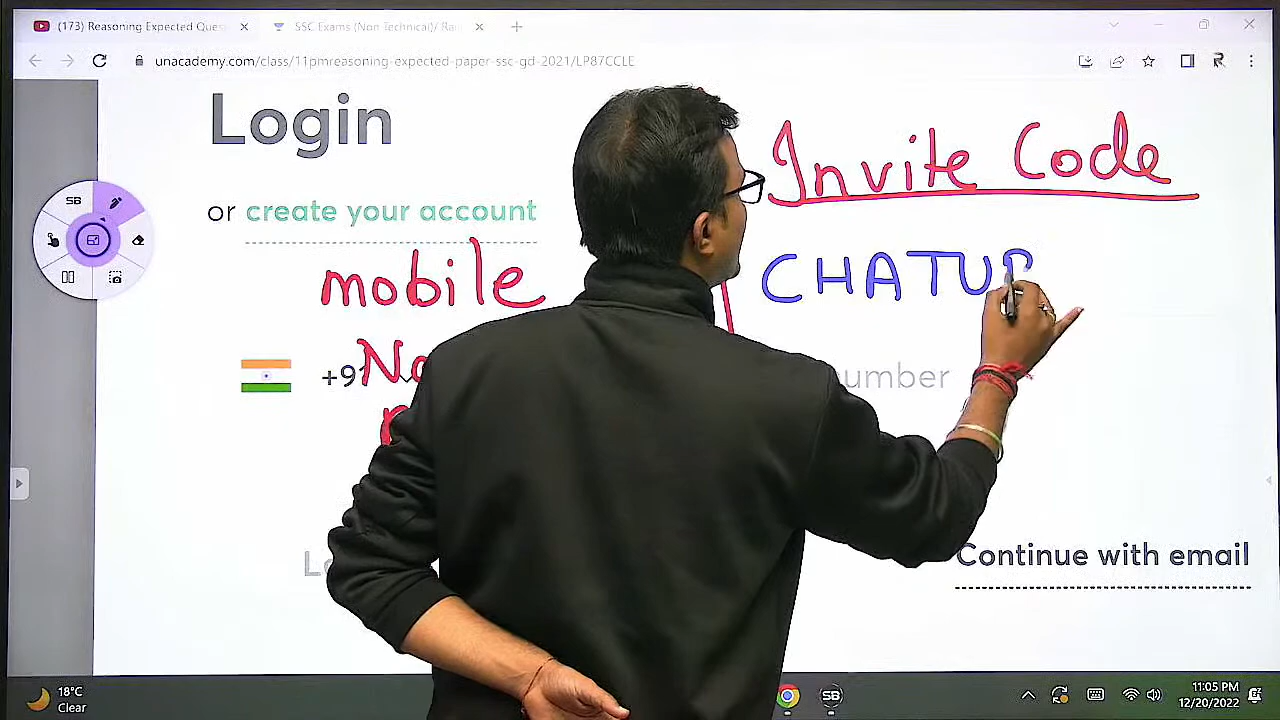 (173) Reasoning Expected Ques
SSC Exams (Non Technical)/ Ra
unacademy.com/class/11pmreasoning-expected-paper-ssc-gd-2021/LP87CCLE
Login
Invite Code
SB
or create your account
mobile
CHATUR
+91
umber
Continue with email
18°C
Clear
SB
11:05 PM
12/20/2022